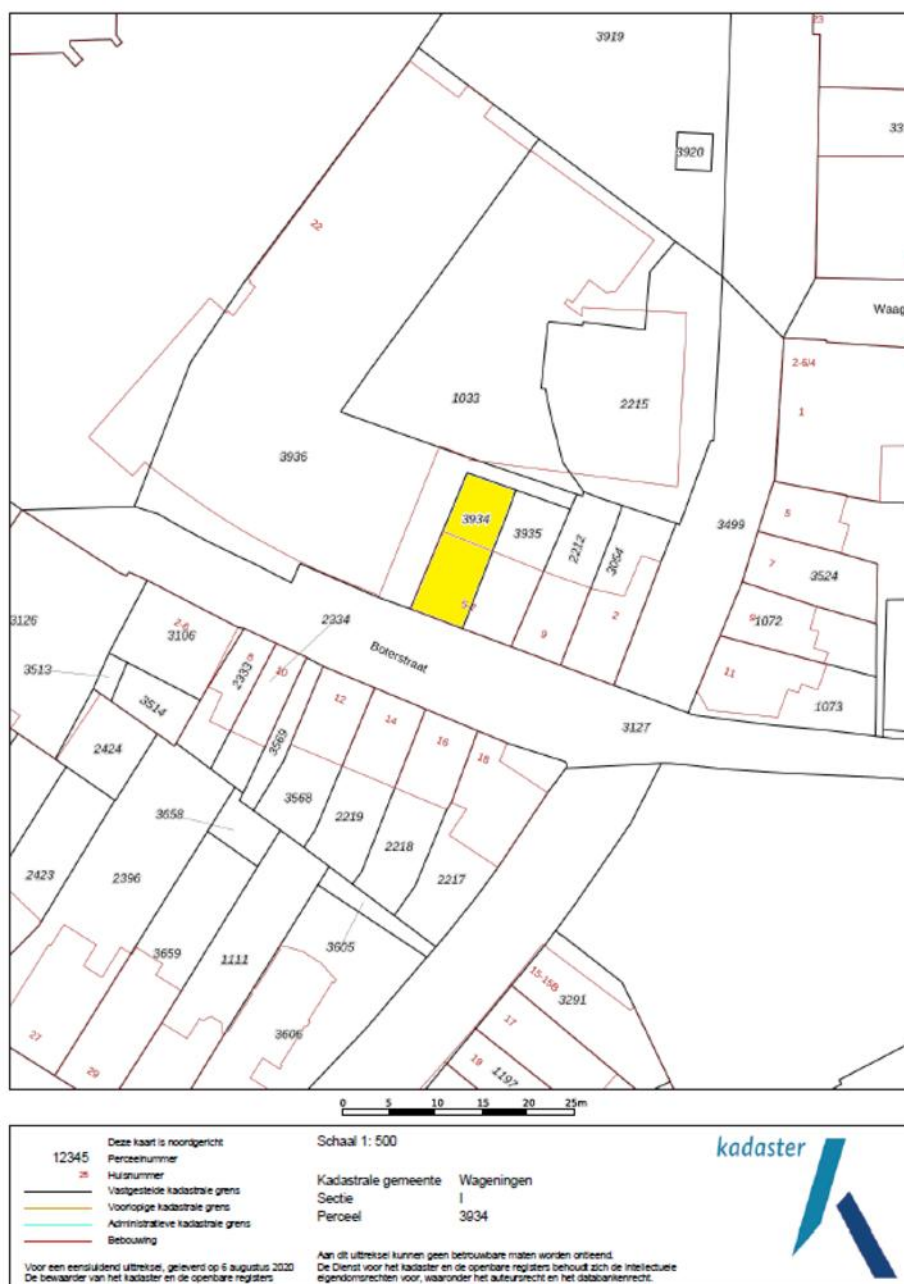 3919
23
33
3920
22
Waag
2-6/4
1
1033
2215
3936
3934
3935
2212
3064
3499
5
7
3524
9
1072
11
1073
5-7
9
2
3126
2-6
3106
2334
Boterstraat
3513
3514
8
2333
10
12
14
16
18
3127
2424
3569
3568
2219
2218
2217
3658
2423
2396
3659
1111
3605
3606
15-15B
3291
17
19
1197
27
29
0 5 10 15 20 25m
Deze kaart is noordgericht
12345 Perceelnummer
25 Huisnummer
Vastgestelde kadastrale grens
Voorlopige kadastrale grens
Administratieve kadastrale grens
Bebouwing
Voor een eensluidend uittreksel, geleverd op 6 augustus 2020
De bewaarder van het kadaster en de openbare registers
Schaal 1: 500
Kadastrale gemeente Wageningen
Sectie I
Perceel 3934
Aan dit uittreksel kunnen geen betrouwbare maten worden ontleend.
De Dienst voor het kadaster en de openbare registers behoudt zich de intellectuele
eigendomsrechten voor, waaronder het auteursrecht en het databankenrecht.
kadaster